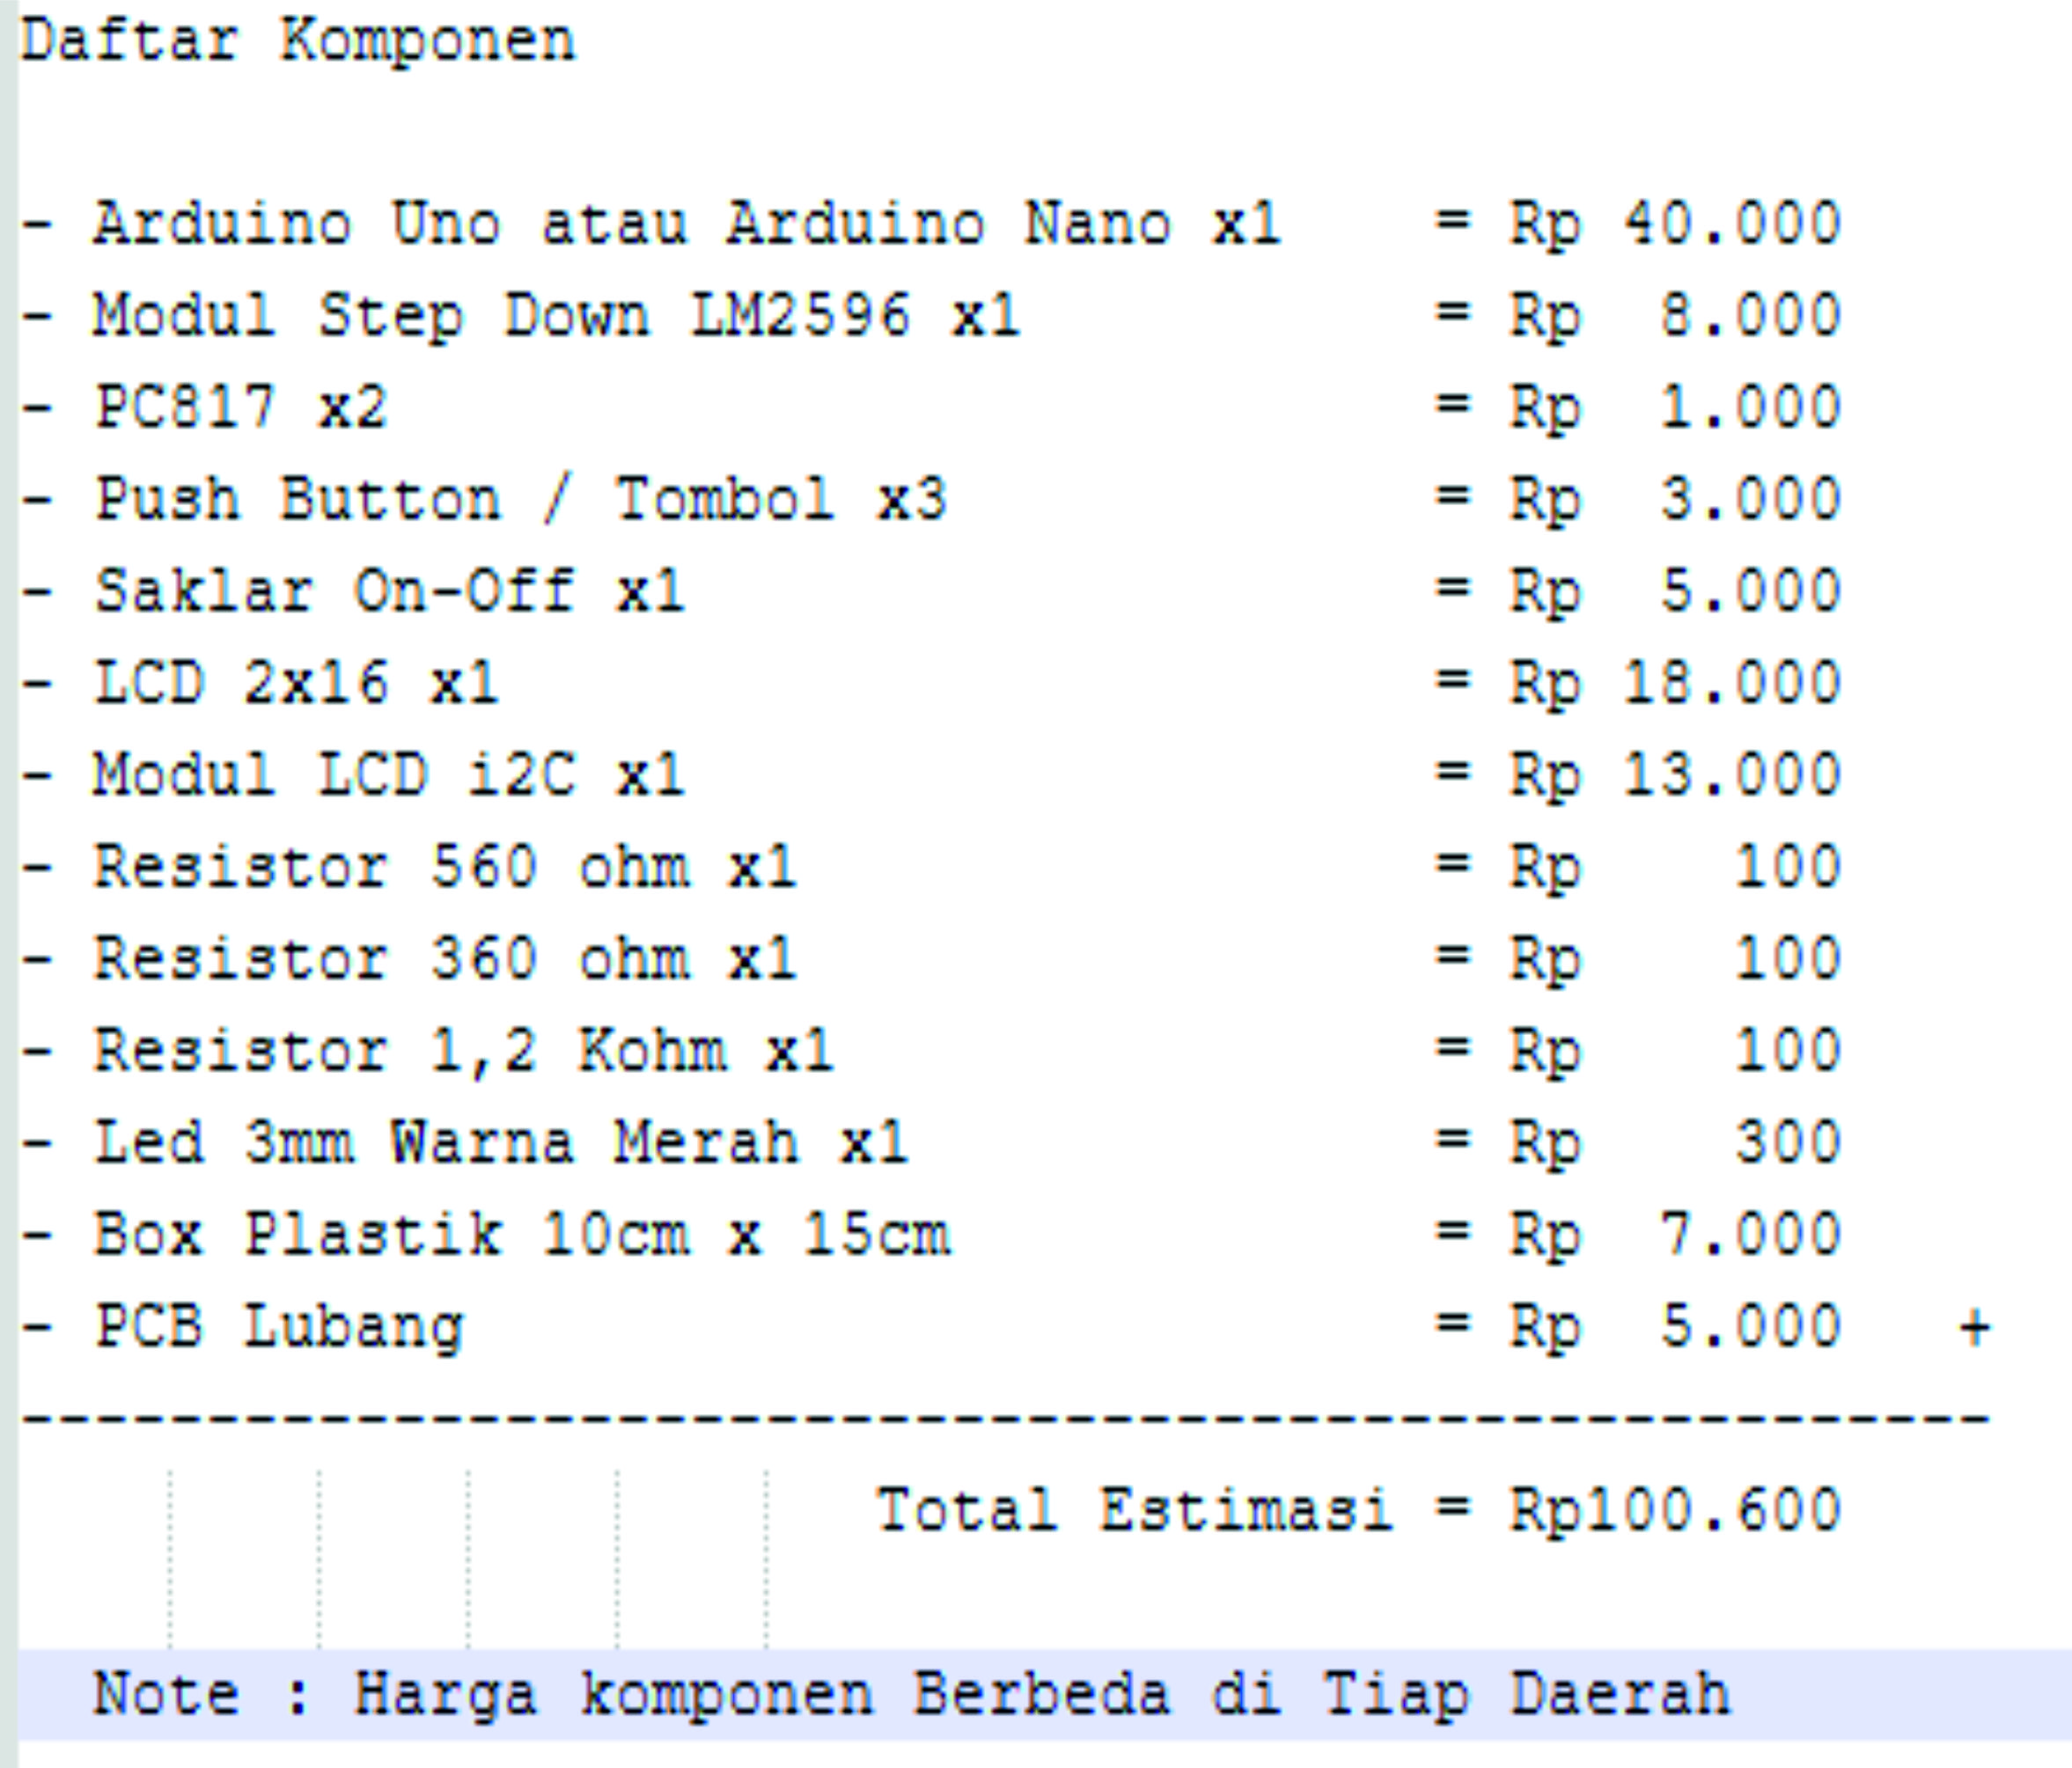 Daftar Komponen
- Arduino Uno atau Arduino Nano x1 = Rp 40.000
- Modul Step Down LM2596 x1 = Rp 8.000
- PC817 x2 = Rp 1.000
- Push Button / Tombol x3 = Rp 3.000
- Saklar On-Off x1 = Rp 5.000
- LCD 2x16 x1 = Rp 18.000
- Modul LCD i2C x1 = Rp 13.000
- Resistor 560 ohm x1 = Rp 100
- Resistor 360 ohm x1 = Rp 100
- Resistor 1,2 Kohm x1 = Rp 100
- Led 3mm Warna Merah x1 = Rp 300
- Box Plastik 10cm x 15cm = Rp 7.000
- PCB Lubang = Rp 5.000 +
-----------------------------------------------------
Total Estimasi = Rp100.600
Note : Harga komponen Berbeda di Tiap Daerah